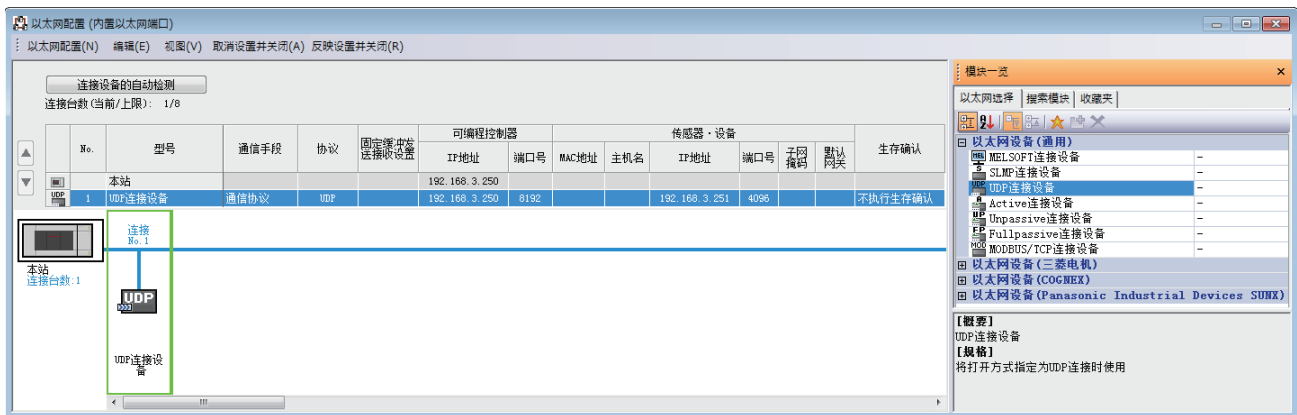 以太网配置 (内置以太网端口)
以太网配置(N) 编辑(E) 视图(V) 取消设置并关闭(A) 反映设置并关闭(R)
连接设备的自动检测
连接台数(当前/上限): 1/8
No. 型号 通信手段 协议 固定缓冲发送接收设置 可编程控制器 传感器・设备 生存确认
IP地址 端口号 MAC地址 主机名 IP地址 端口号 子网掩码 默认网关
本站 192.168.3.250
UDP 1 UDP连接设备 通信协议 UDP 192.168.3.250 8192 192.168.3.251 4096 不执行生存确认
连接
No.1
本站
连接台数:1
UDP
UDP连接设
备
模块一览
以太网选择 搜索模块 收藏夹
以太网设备(通用)
MELSOFT连接设备 -
SLMP连接设备 -
UDP UDP连接设备 -
Active连接设备 -
UP Unpassive连接设备 -
FP Fullpassive连接设备 -
MOD MODBUS/TCP连接设备 -
以太网设备(三菱电机)
以太网设备(COGNEX)
以太网设备(Panasonic Industrial Devices SUNX)
[概要]
UDP连接设备
[规格]
将打开方式指定为UDP连接时使用